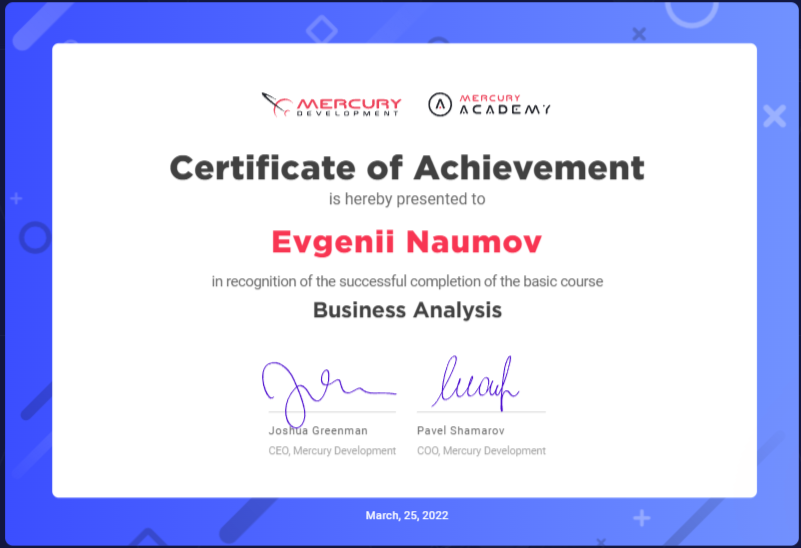 MERCURY
DEVELOPMENT
MERCURY
ACADEMY
Certificate of Achievement
is hereby presented to
Evgenii Naumov
in recognition of the successful completion of the basic course
Business Analysis
Joshua Greenman
CEO, Mercury Development
Pavel Shamarov
COO, Mercury Development
March, 25, 2022